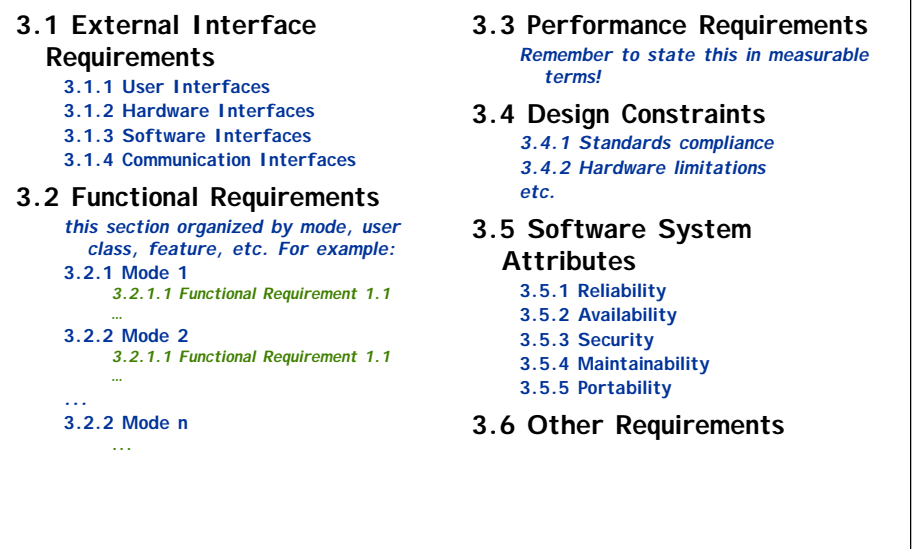 3.1 External Interface
Requirements
3.1.1 User Interfaces
3.1.2 Hardware Interfaces
3.1.3 Software Interfaces
3.1.4 Communication Interfaces
3.2 Functional Requirements
this section organized by mode, user
class, feature, etc. For example:
3.2.1 Mode 1
3.2.1.1 Functional Requirement 1.1
…
3.2.2 Mode 2
3.2.1.1 Functional Requirement 1.1
…
...
3.2.2 Mode n
...
3.3 Performance Requirements
Remember to state this in measurable
terms!
3.4 Design Constraints
3.4.1 Standards compliance
3.4.2 Hardware limitations
etc.
3.5 Software System
Attributes
3.5.1 Reliability
3.5.2 Availability
3.5.3 Security
3.5.4 Maintainability
3.5.5 Portability
3.6 Other Requirements